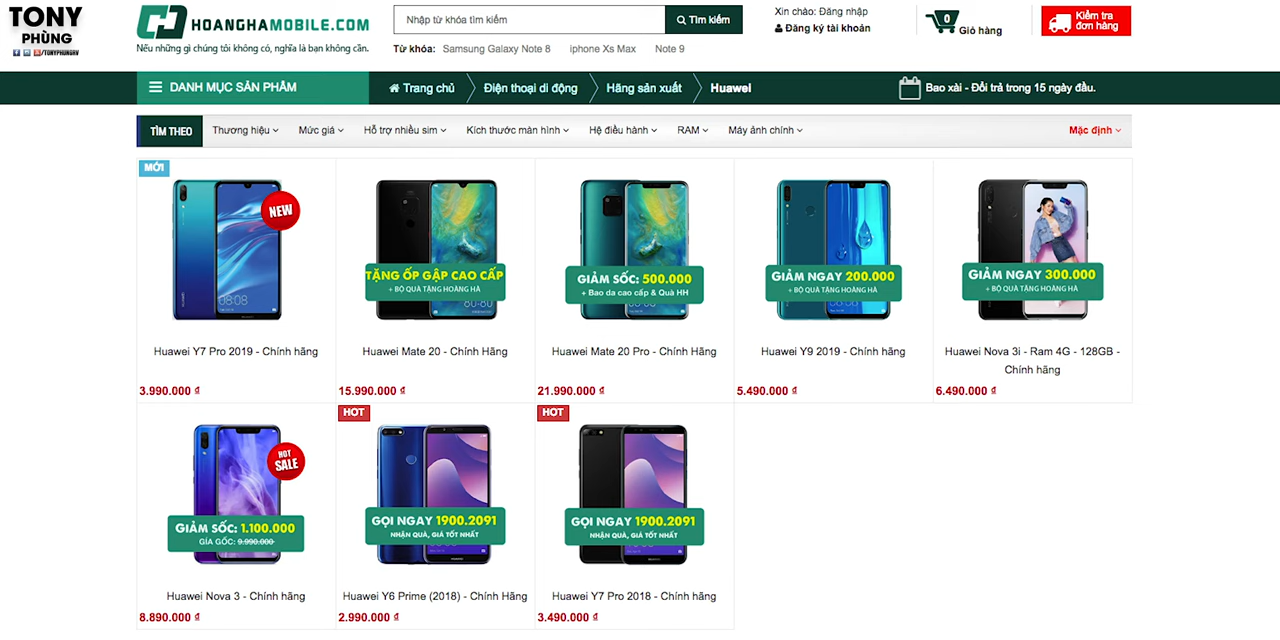 TONY
PHÙNG
/TONYPHUNGRV
HOANGHAMOBILE.COM
Nếu những gì chúng tôi không có, nghĩa là bạn không cần.
Nhập từ khóa tìm kiếm
Tìm kiếm
Từ khóa: Samsung Galaxy Note 8 iphone Xs Max Note 9
Xin chào: Đăng nhập
Đăng ký tài khoản
0
Giỏ hàng
Kiểm tra
đơn hàng
DANH MỤC SẢN PHẨM
Trang chủ
Điện thoại di động
Hãng sản xuất
Huawei
Bao xài - Đổi trả trong 15 ngày đầu.
TÌM THEO
Thương hiệu
Mức giá
Hỗ trợ nhiều sim
Kích thước màn hình
Hệ điều hành
RAM
Máy ảnh chính
Mặc định
MỚI
NEW
08:08
TẶNG ỐP GẬP CAO CẤP
+ BỘ QUÀ TẶNG HOÀNG HÀ
GIẢM SỐC: 500.000
+ Bao da cao cấp & Quà HH
GIẢM NGAY 200.000
+ BỘ QUÀ TẶNG HOÀNG HÀ
GIẢM NGAY 300.000
+ BỘ QUÀ TẶNG HOÀNG HÀ
Huawei Y7 Pro 2019 - Chính hãng
Huawei Mate 20 - Chính Hãng
Huawei Mate 20 Pro - Chính Hãng
Huawei Y9 2019 - Chính hãng
Huawei Nova 3i - Ram 4G - 128GB -
Chính hãng
3.990.000 ₫
15.990.000 ₫
21.990.000 ₫
5.490.000 ₫
6.490.000 ₫
HOT
HOT
HOT
SALE
GIẢM SỐC: 1.100.000
GIÁ GỐC: 9.990.000
GỌI NGAY 1900.2091
NHẬN QUÀ, GIÁ TỐT NHẤT
GỌI NGAY 1900.2091
NHẬN QUÀ, GIÁ TỐT NHẤT
Huawei Nova 3 - Chính hãng
Huawei Y6 Prime (2018) - Chính Hãng
Huawei Y7 Pro 2018 - Chính hãng
8.890.000 ₫
2.990.000 ₫
3.490.000 ₫